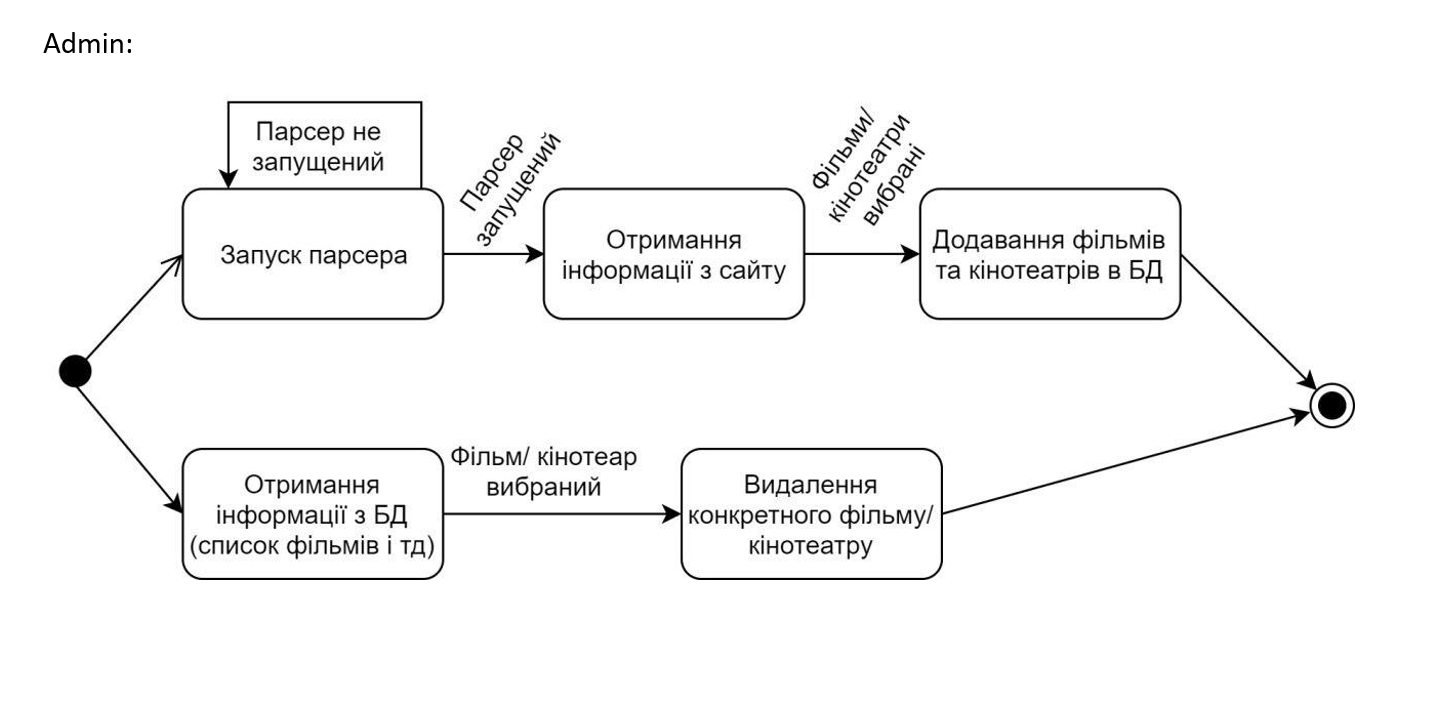 Admin:
Парсер не
запущений
Парсер
запущений
Фільми/
кінотеатри
вибрані
Запуск парсера
Отримання
інформації з сайту
Додавання фільмів
та кінотеатрів в БД
Отримання
інформації з БД
(список фільмів і тд)
Фільм/ кінотеар
вибраний
Видалення
конкретного фільму/
кінотеатру